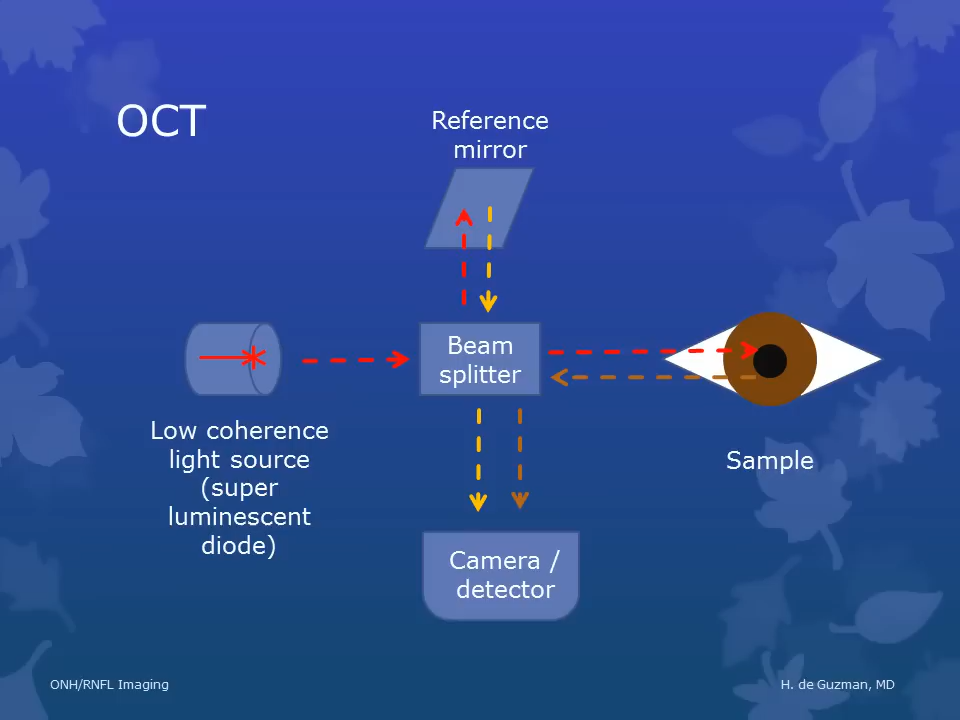 OCT
Reference
mirror
Beam
splitter
Low coherence
light source
(super
luminescent
diode)
Sample
Camera /
detector
ONH/RNFL Imaging
H. de Guzman, MD